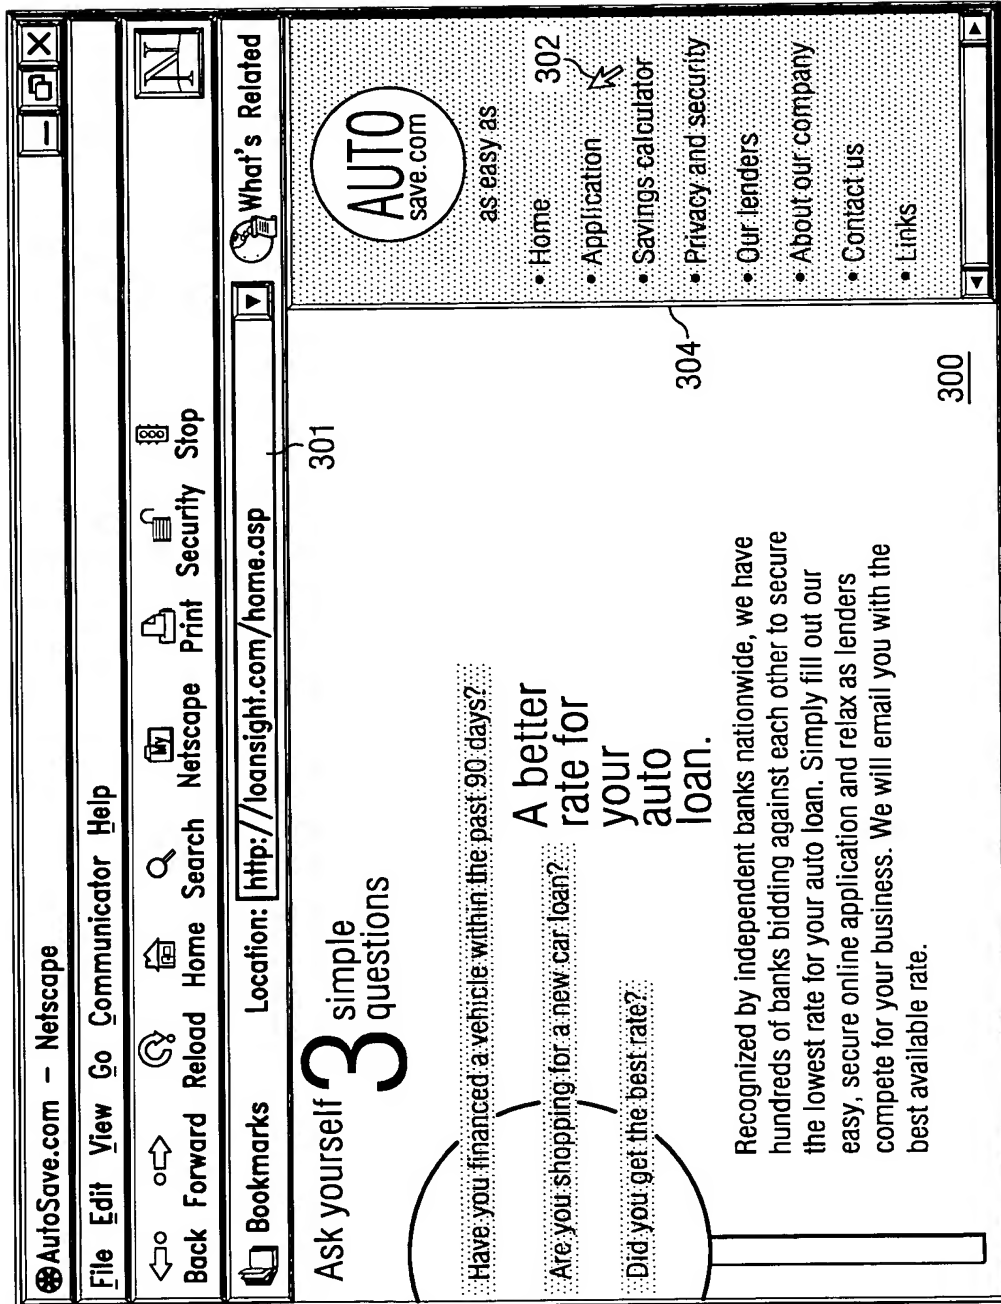 AutoSave.com – Netscape
File Edit View Go Communicator Help
Back Forward Reload Home Search Netscape Print Security Stop
My
N
Bookmarks Location: http://loansight.com/home.asp What's Related
301
Ask yourself 3 simple questions
Have you financed a vehicle within the past 90 days?
Are you shopping for a new car loan?
Did you get the best rate?
A better
rate for
your
auto
loan.
Recognized by independent banks nationwide, we have
hundreds of banks bidding against each other to secure
the lowest rate for your auto loan. Simply fill out our
easy, secure online application and relax as lenders
compete for your business. We will email you with the
best available rate.
AUTO
save.com
as easy as
• Home
• Application
• Savings calculator
• Privacy and security
• Our lenders
• About our company
• Contact us
• Links
302
304
300